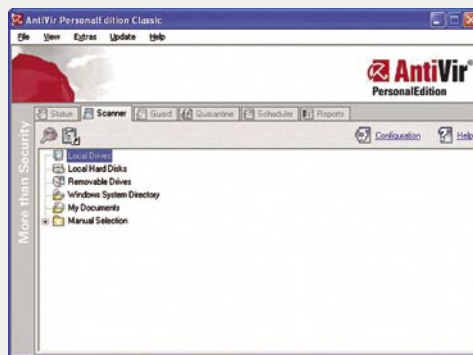 AntiVir PersonalEdition Classic
File View Extras Update Help
AntiVir®
PersonalEdition
Status Scanner Guard Quarantine Scheduler Reports
Configuration Help
Local Drives
Local Hard Disks
Removable Drives
Windows System Directory
My Documents
Manual Selection
More than Security